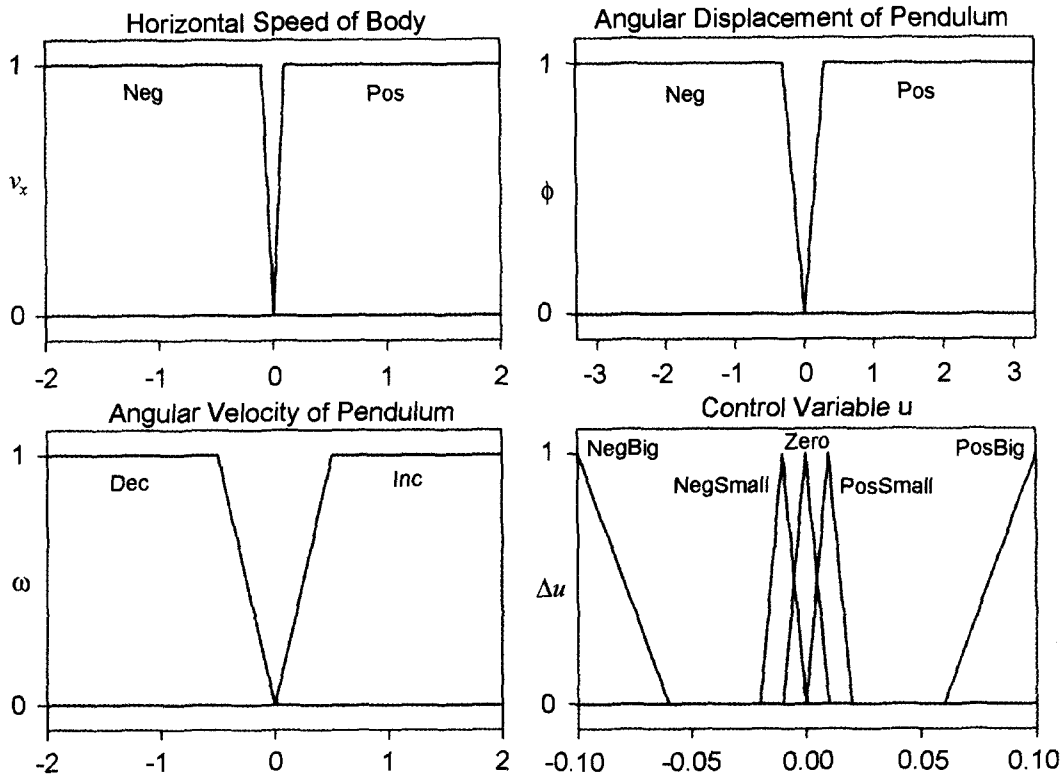 Horizontal Speed of Body
1
Neg
Pos
vₓ
0
-2 -1 0 1 2
Angular Displacement of Pendulum
1
Neg
Pos
ϕ
0
-3 -2 -1 0 1 2 3
Angular Velocity of Pendulum
1
Dec
Inc
ω
0
-2 -1 0 1 2
Control Variable u
1
NegBig
Zero
PosBig
NegSmall
PosSmall
Δu
0
-0.10 -0.05 0.00 0.05 0.10